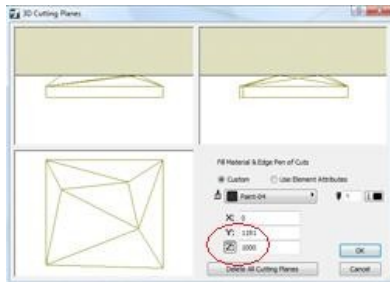 3D Cutting Planes
Fill Material & Edge Pen of Cuts
Custom Use Element Attributes
Paint-04
X: 0
Y: 1191
Z: 1000
OK
Delete All Cutting Planes Cancel